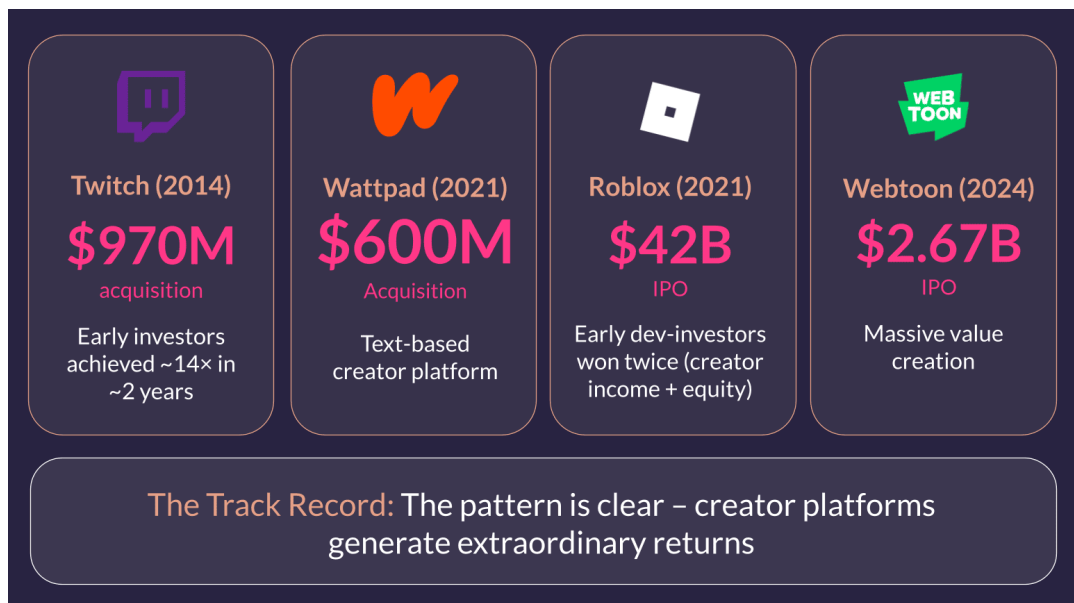 WEB
TOON
Twitch (2014)
$970M
acquisition
Early investors
achieved ~14× in
~2 years
Wattpad (2021)
$600M
Acquisition
Text-based
creator platform
Roblox (2021)
$42B
IPO
Early dev-investors
won twice (creator
income + equity)
Webtoon (2024)
$2.67B
IPO
Massive value
creation
The Track Record: The pattern is clear – creator platforms
generate extraordinary returns